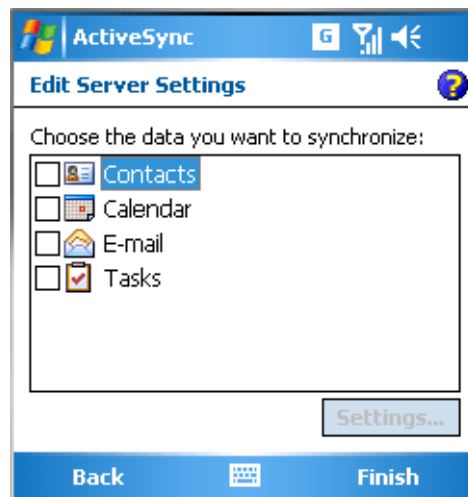 ActiveSync G
Edit Server Settings ?
Choose the data you want to synchronize:
Contacts
Calendar
E-mail
Tasks
Settings...
Back Finish